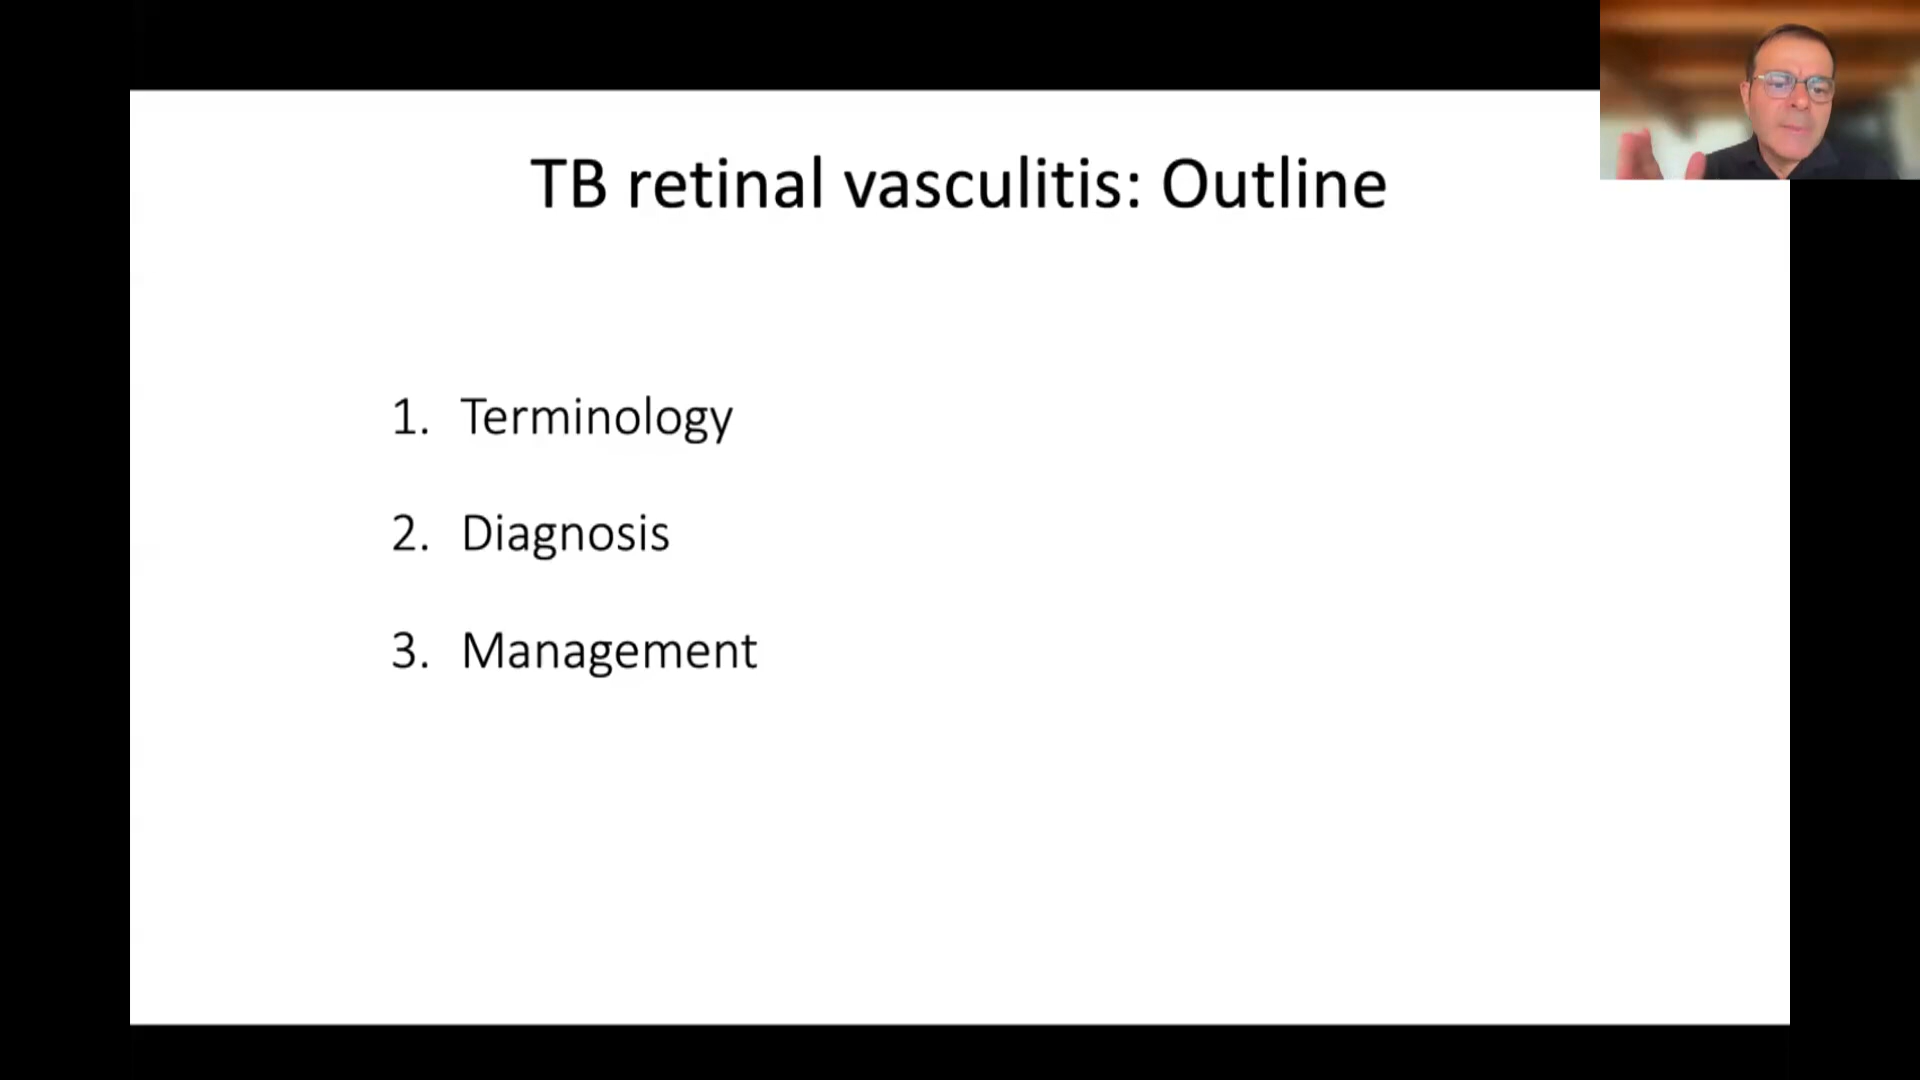 TB retinal vasculitis: Outline
1. Terminology
2. Diagnosis
3. Management